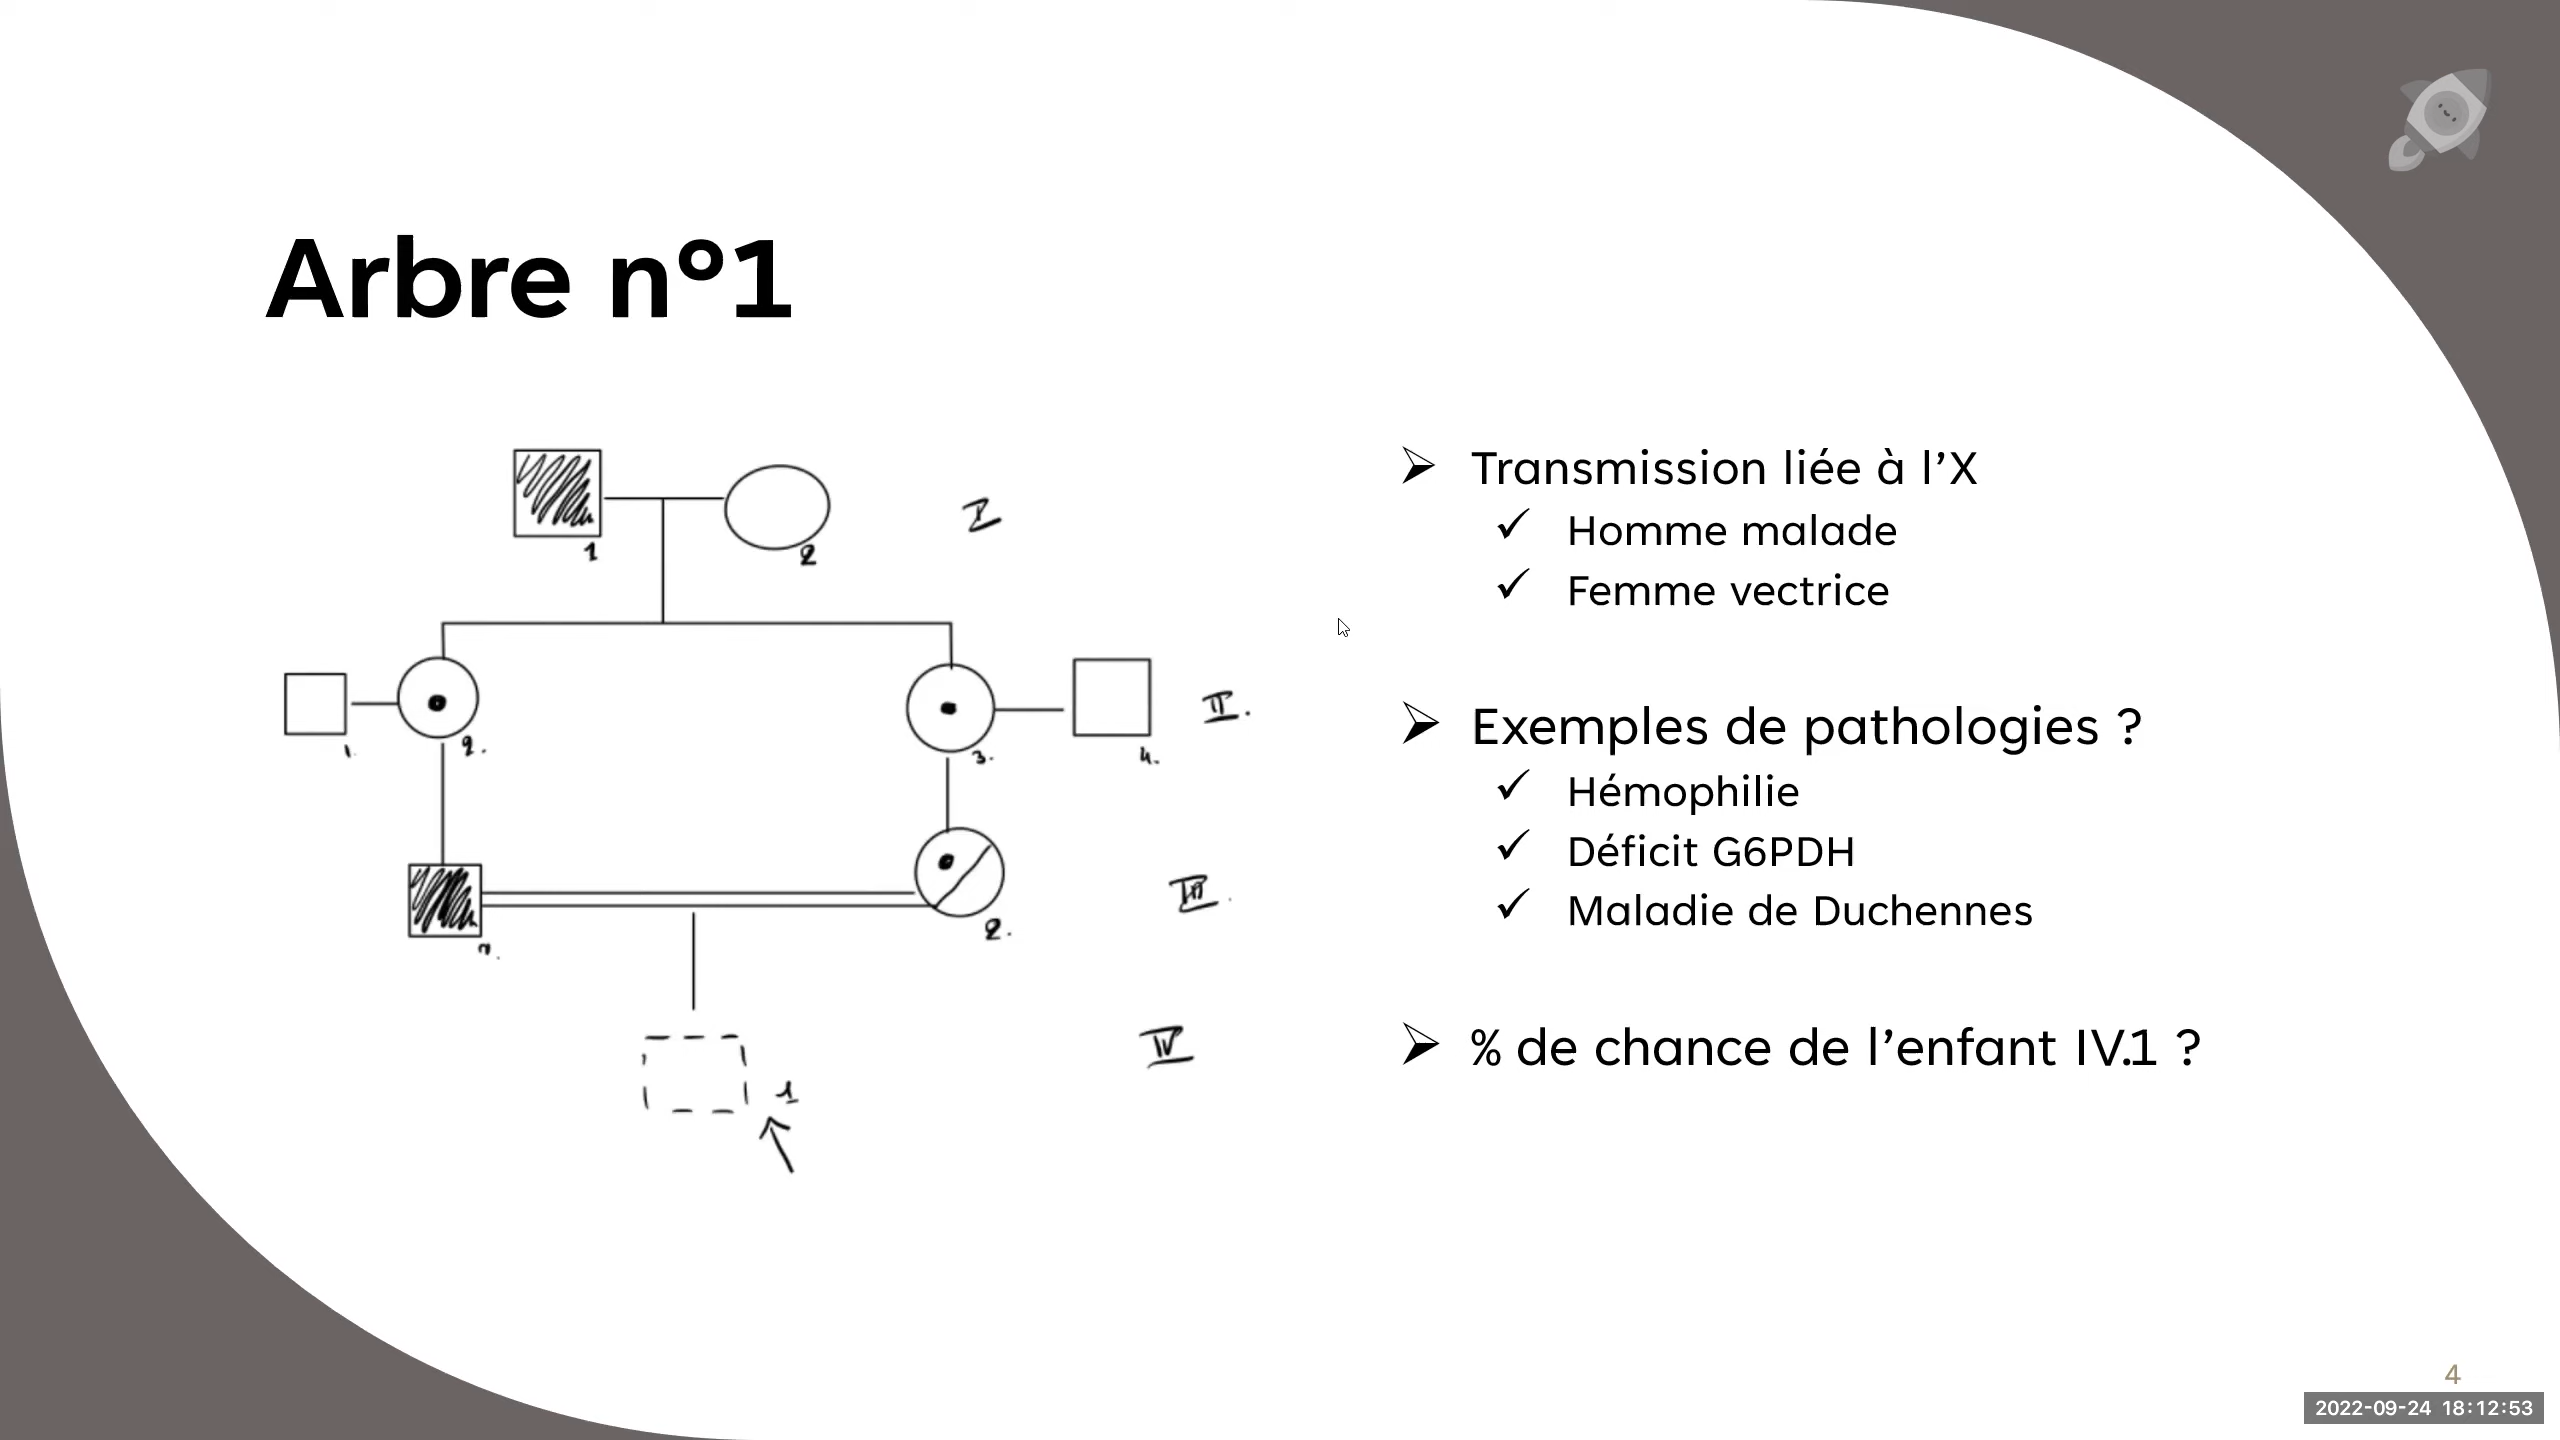 Arbre n°1
1
2
I
1.
2.
3.
4.
II.
2.
III.
IV
1
Transmission liée à l’X
Homme malade
Femme vectrice
Exemples de pathologies ?
Hémophilie
Déficit G6PDH
Maladie de Duchennes
% de chance de l’enfant IV.1 ?
4
2022-09-24 18:12:53